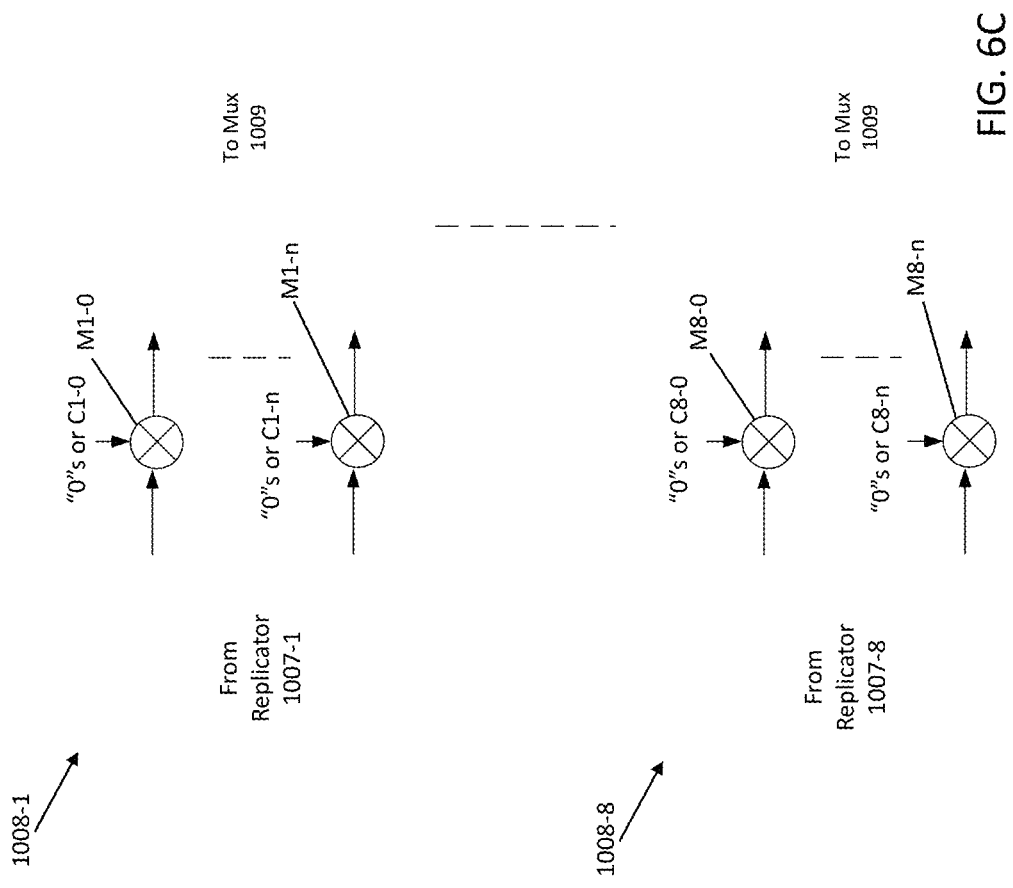 1008-1
From
Replicator
1007-1
"0"s or C1-0
M1-0
"0"s or C1-n
M1-n
To Mux
1009
1008-8
From
Replicator
1007-8
"0"s or C8-0
M8-0
"0"s or C8-n
M8-n
To Mux
1009
FIG. 6C